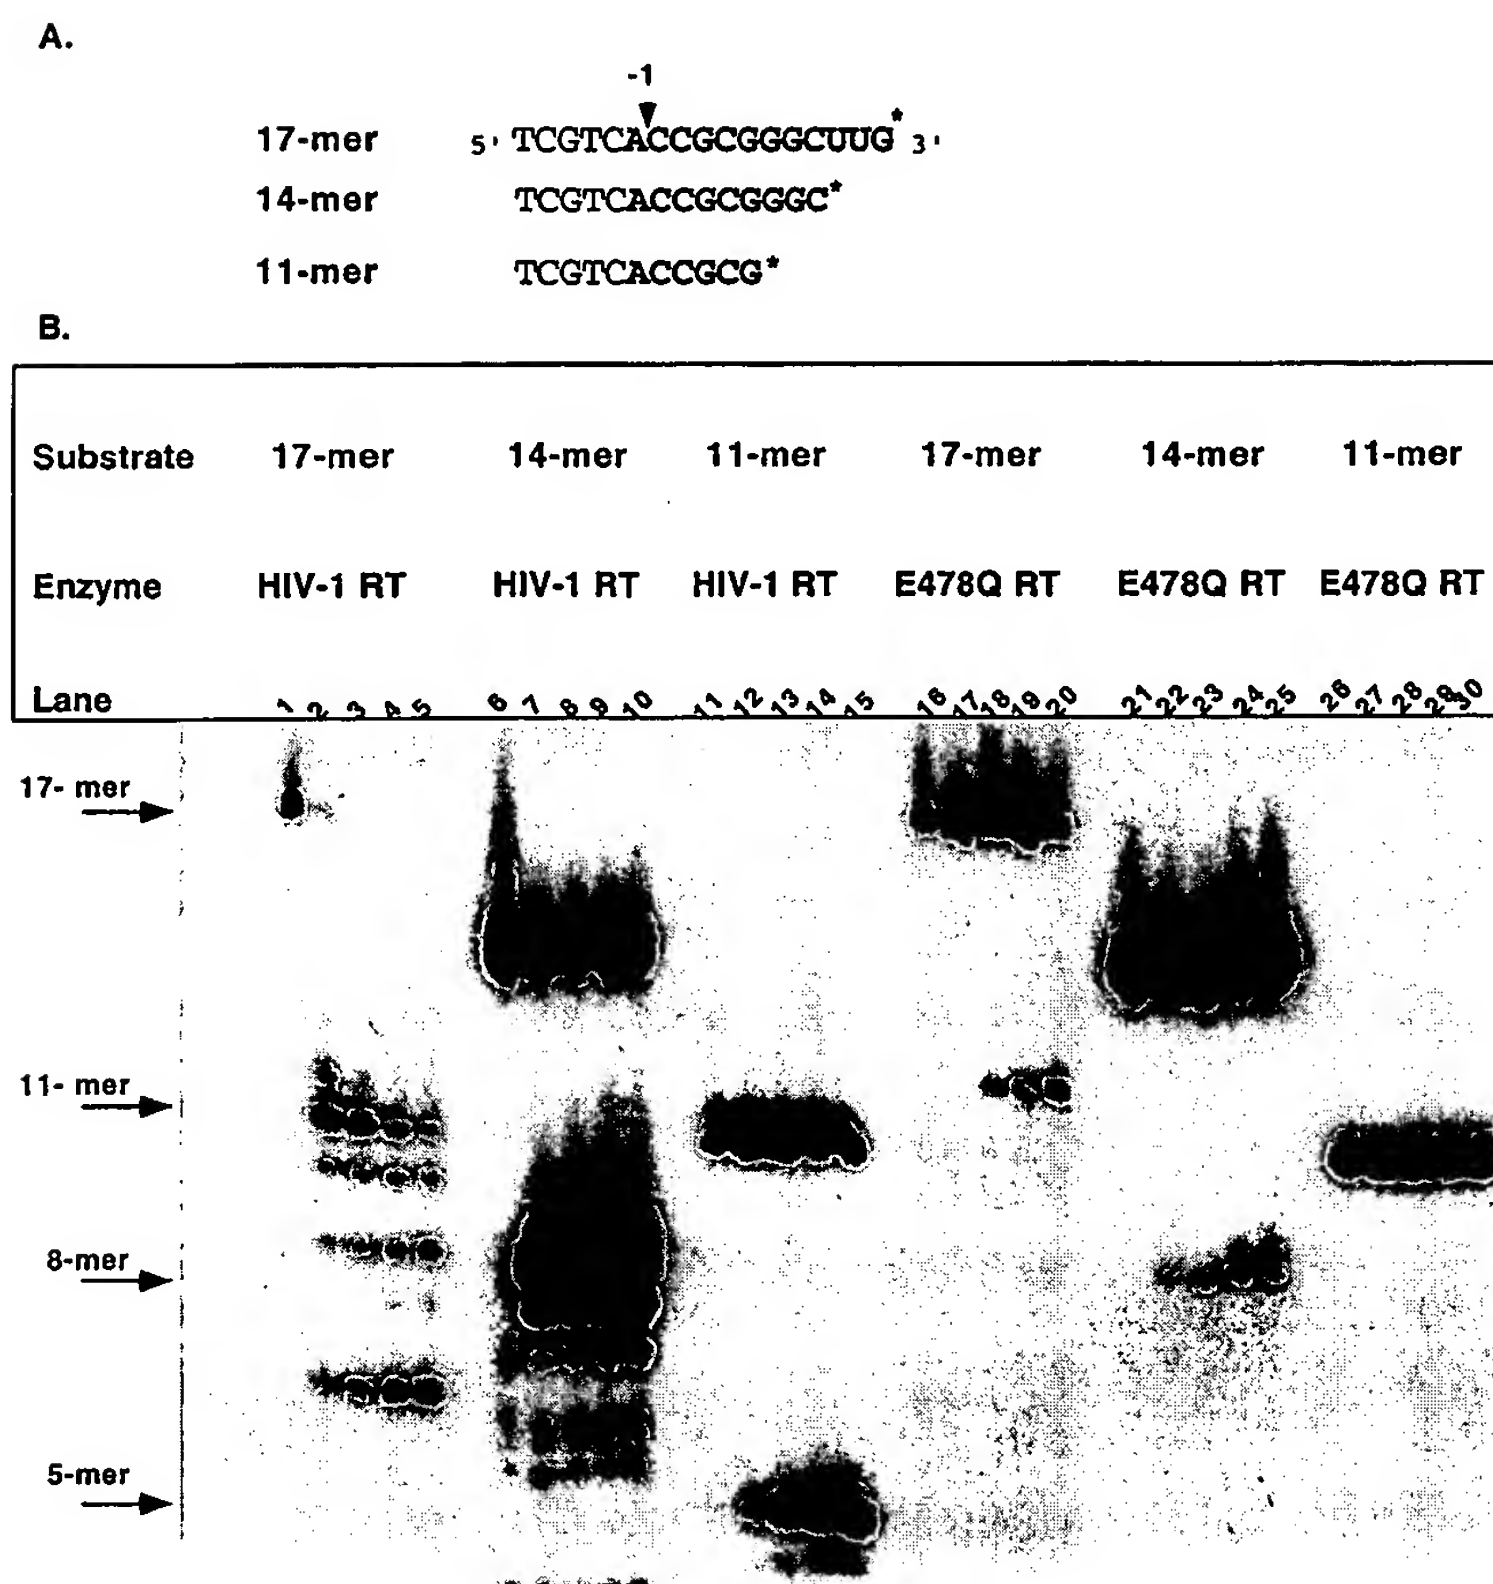 A.
-1
17-mer 5' TCGTCACCGCGGGCUUG* 3'
14-mer TCGTCACCGCGGGC*
11-mer TCGTCACCGCG*
B.
Substrate 17-mer 14-mer 11-mer 17-mer 14-mer 11-mer
Enzyme HIV-1 RT HIV-1 RT HIV-1 RT E478Q RT E478Q RT E478Q RT
Lane 1 2 3 4 5 6 7 8 9 10 11 12 13 14 15 16 17 18 19 20 21 22 23 24 25 26 27 28 29 30
17- mer
11- mer
8-mer
5-mer